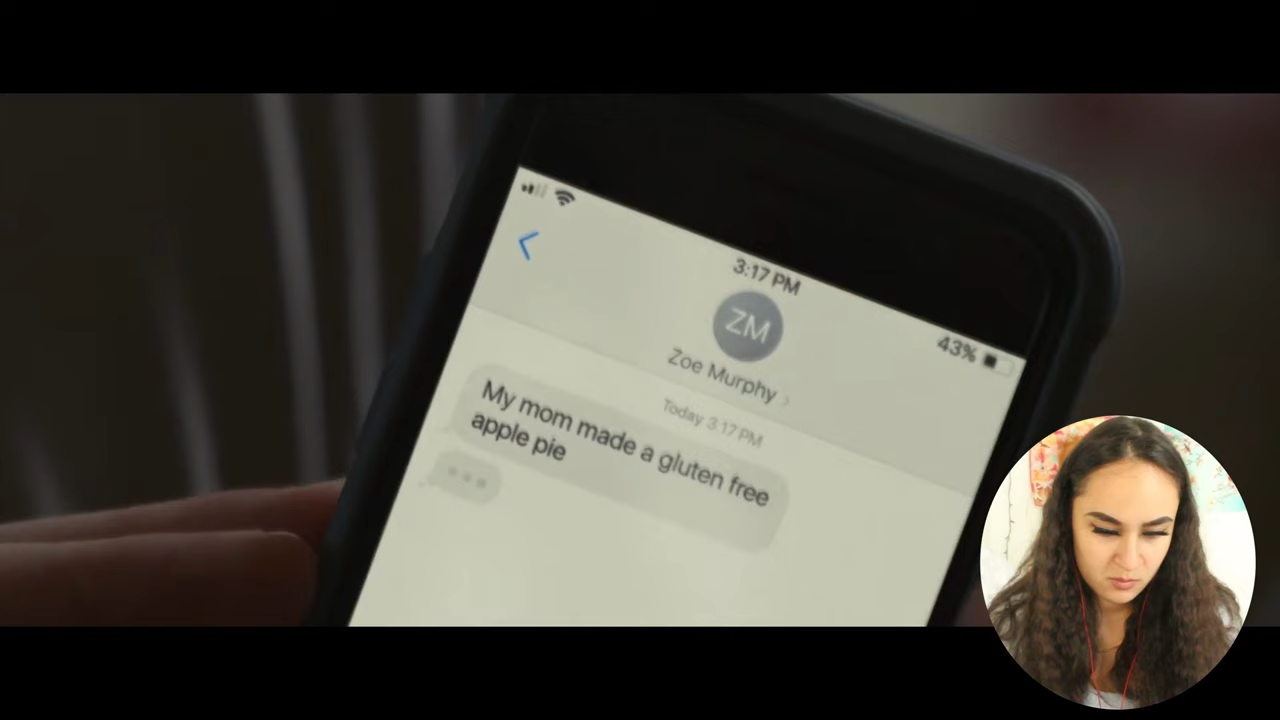 3:17 PM
43%
ZM
Zoe Murphy
Today 3:17 PM
My mom made a gluten free
apple pie